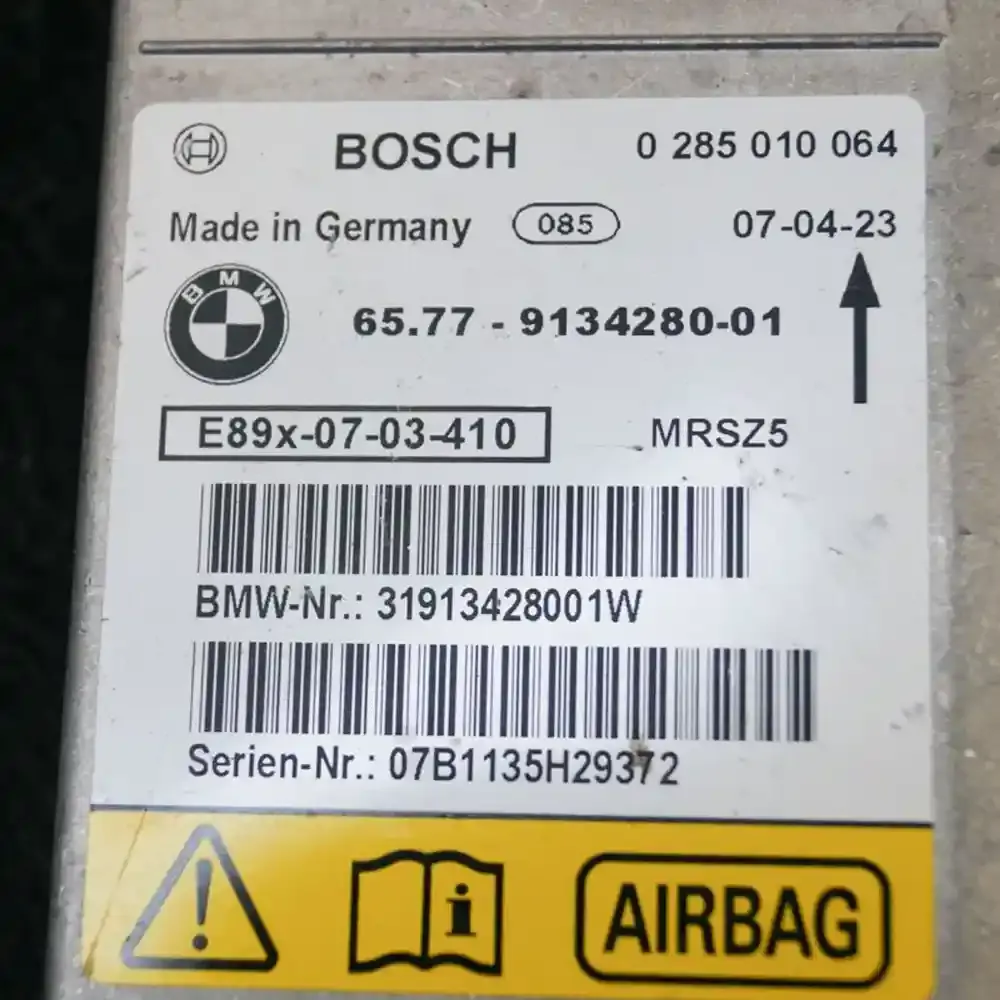 BOSCH 0 285 010 064
Made in Germany 085 07-04-23
BMW 65.77 - 9134280-01
E89x-07-03-410 MRSZ5
BMW-Nr.: 31913428001W
Serien-Nr.: 07B1135H29372
! i AIRBAG